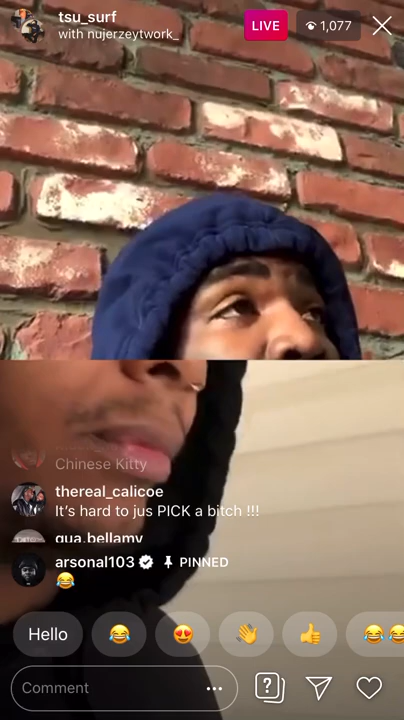 tsu_surf
with nujerzeytwork_
LIVE
1,077
Chinese Kitty
thereal_calicoe
It's hard to jus PICK a bitch !!!
qua.bellamy
arsonal103 PINNED
😂
Hello 😂 😍 👋 👍 😂😂
Comment